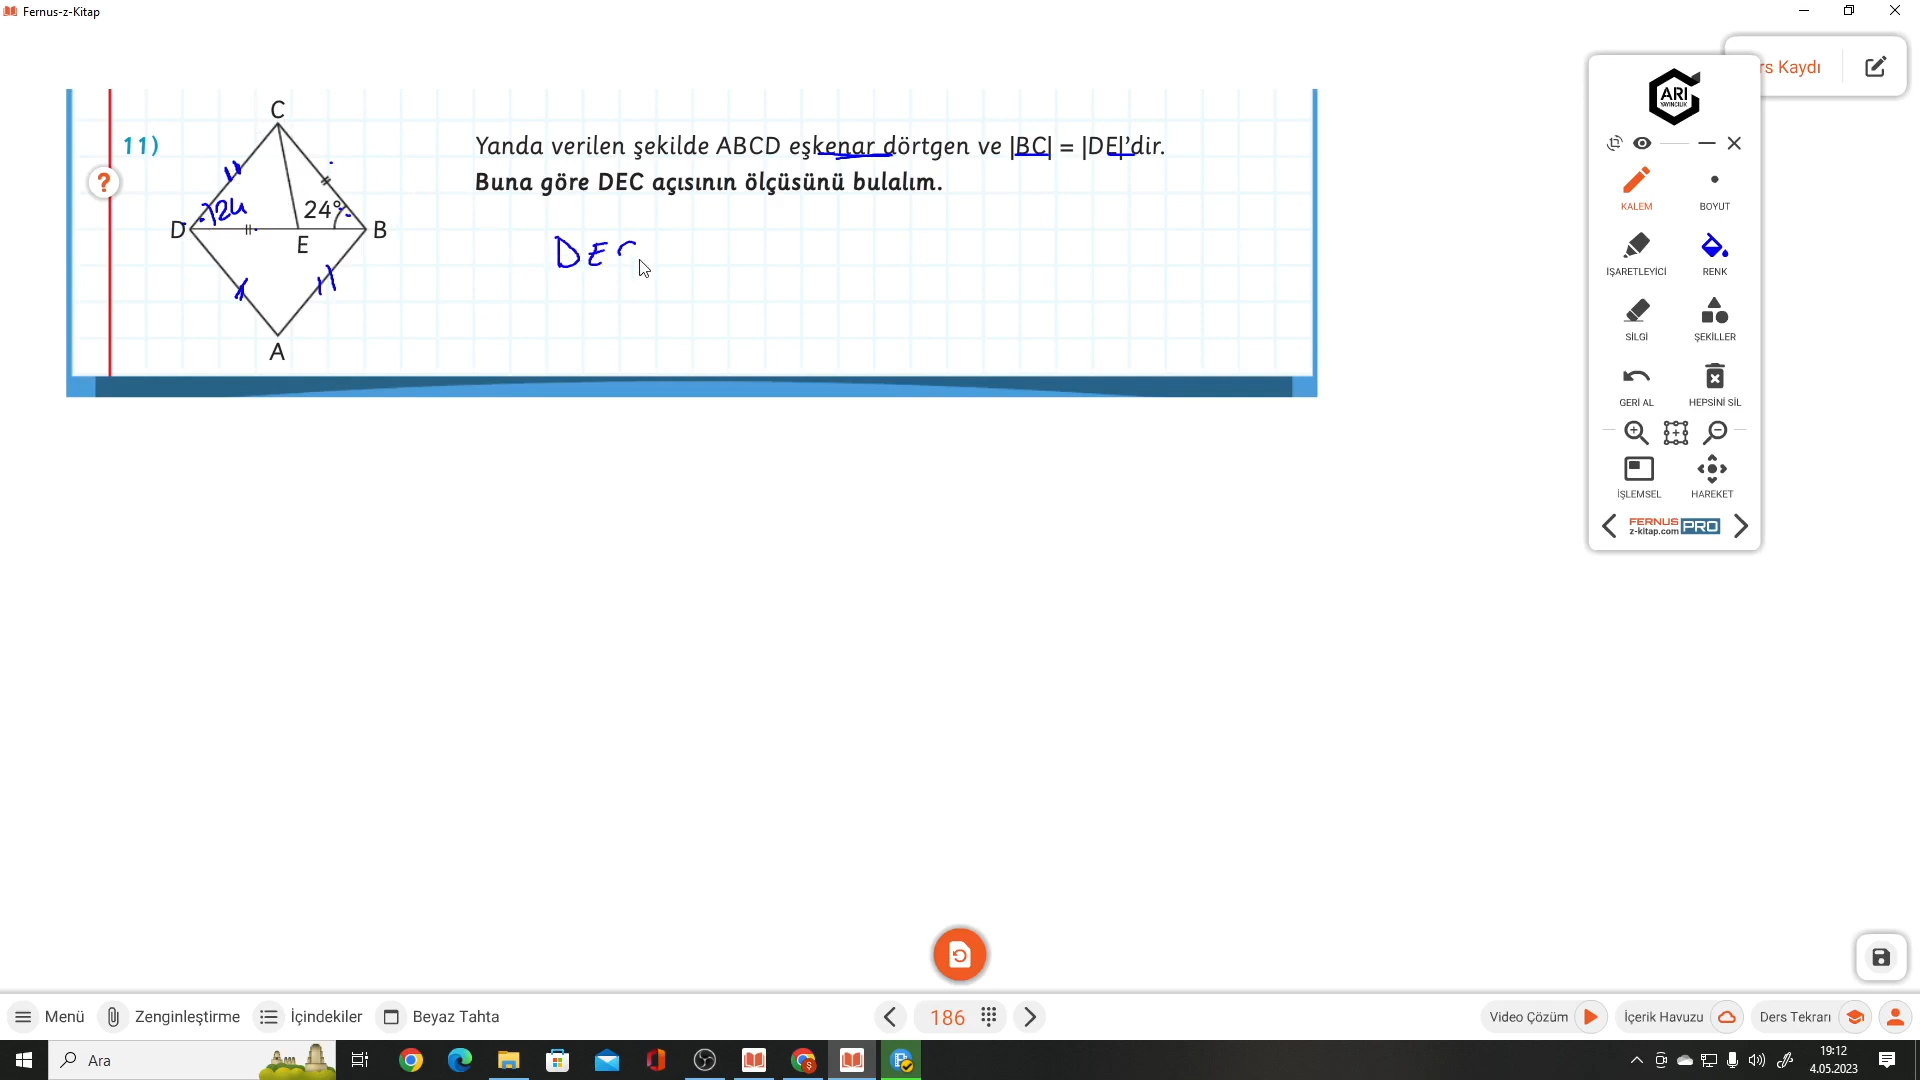 Fernus-z-Kitap
rs Kaydı
ARI
YAYINCILIK
11)
Yanda verilen şekilde ABCD eşkenar dörtgen ve |BC| = |DE|'dir.
Buna göre DEC açısının ölçüsünü bulalım.
?
C
D
24
24°
B
E
A
DEC
KALEM
BOYUT
İŞARETLEYİCİ
RENK
SİLGİ
ŞEKİLLER
GERİ AL
HEPSİNİ SİL
İŞLEMSEL
HAREKET
FERNUS
z-kitap.com PRO
Menü
Zenginleştirme
İçindekiler
Beyaz Tahta
186
Video Çözüm
İçerik Havuzu
Ders Tekrarı
Ara
19:12
4.05.2023